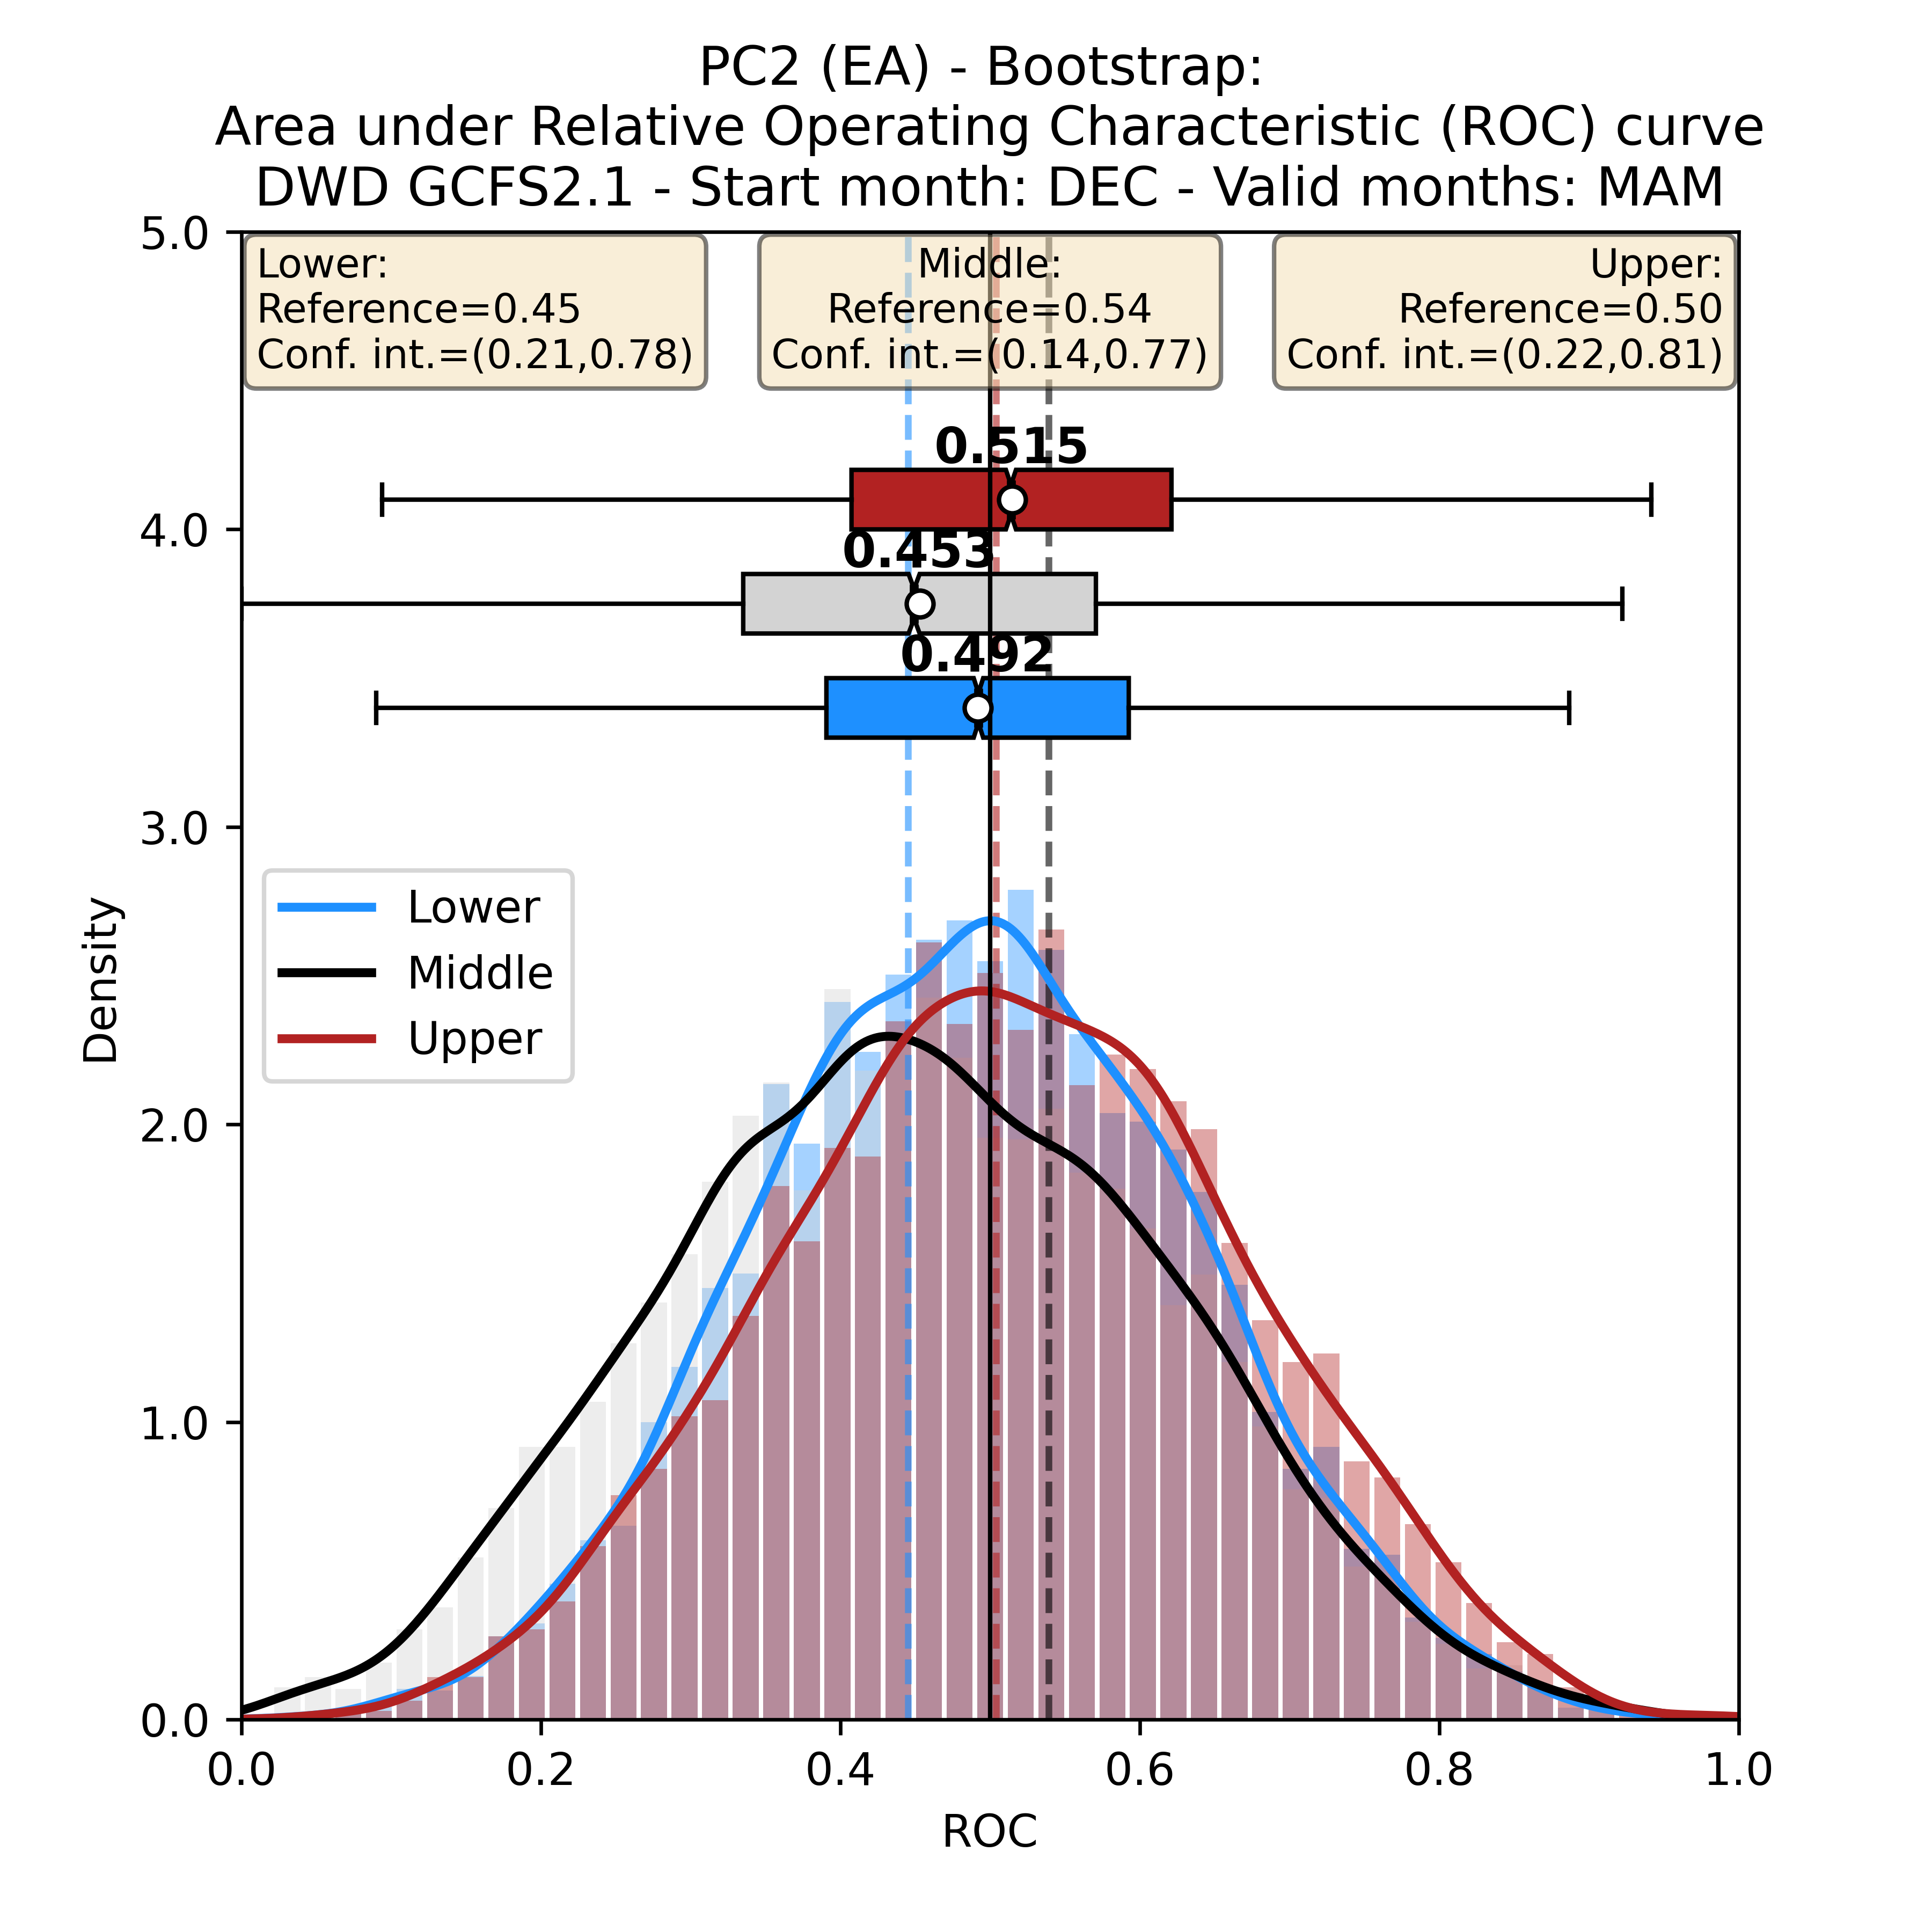 PC2 (EA) - Bootstrap:
Area under Relative Operating Characteristic (ROC) curve
DWD GCFS2.1 - Start month: DEC - Valid months: MAM
5.0
Lower:
Reference=0.45
Conf. int.=(0.21,0.78)
Middle:
Reference=0.54
Conf. int.=(0.14,0.77)
Upper:
Reference=0.50
Conf. int.=(0.22,0.81)
0.515
4.0
0.453
0.492
3.0
Lower
Middle
Upper
Density
2.0
1.0
0.0
0.0 0.2 0.4 0.6 0.8 1.0
ROC